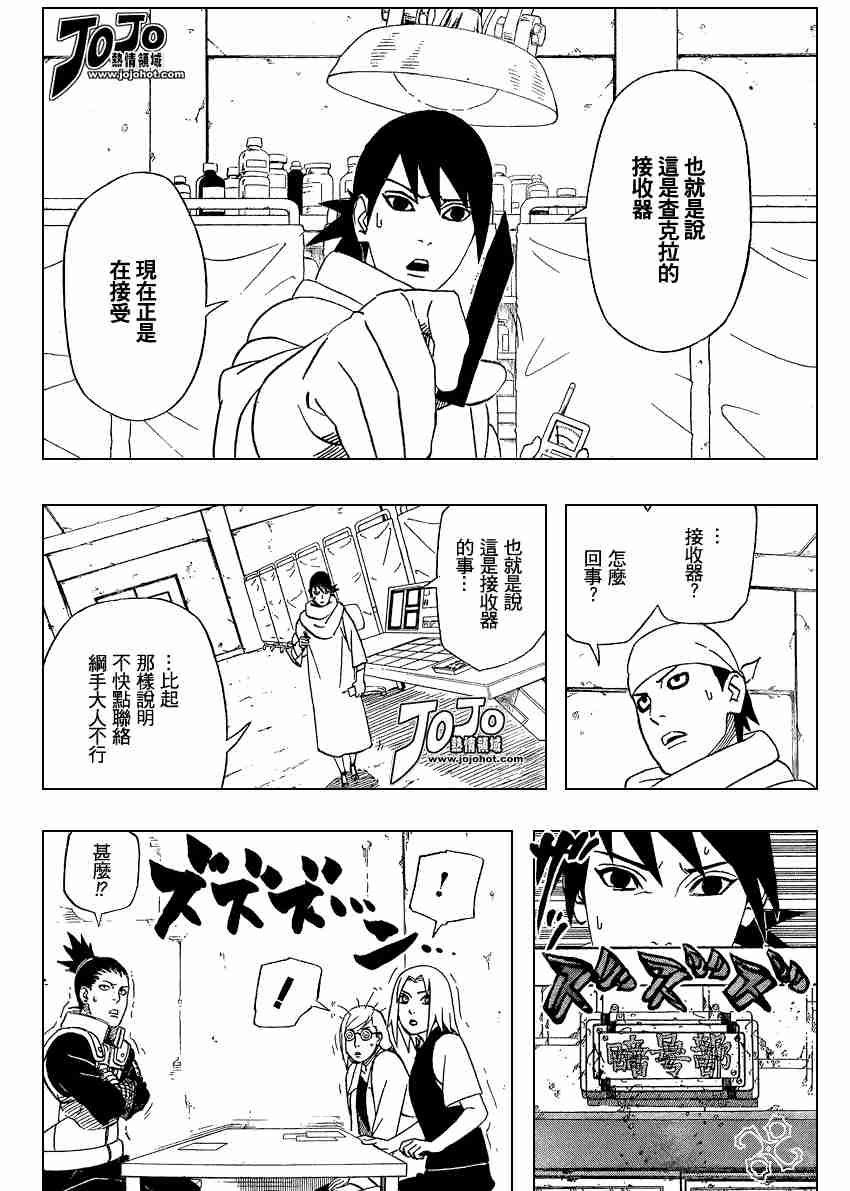 JOJO
熱情領域
www.jojohot.com
也就是說
這是查克拉的
接收器
現在正是
在接受
…
接收器?
怎麼
回事?
也就是說
這是接收器
的事…
…比起
那樣說明
不快點聯絡
綱手大人不行
JOJO
熱情領域
www.jojohot.com
ズズズ
暗号部
!
!
ズズズ…ン…
甚麼!?